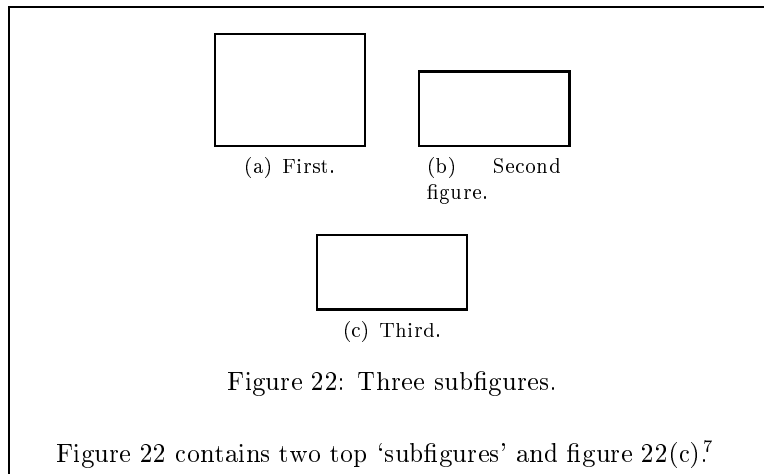 (a) First.
(b) Second
figure.
(c) Third.
Figure 22: Three subfigures.
Figure 22 contains two top ‘subfigures’ and figure 22(c).7